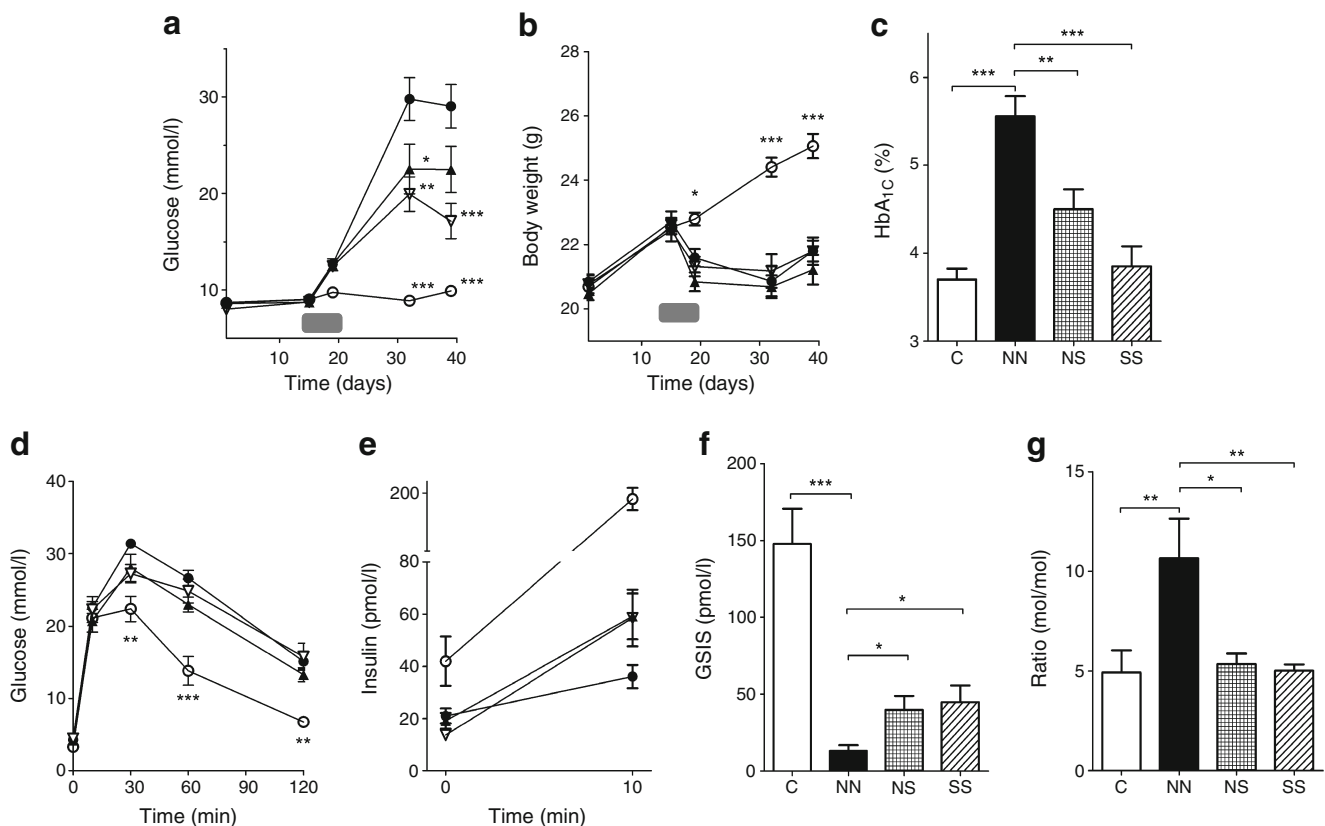 a
Glucose (mmol/l)
30
20
10
*
**
***
***
***
10 20 30 40
Time (days)
b
Body weight (g)
28
26
24
22
20
*
***
***
10 20 30 40
Time (days)
c
HbA1C (%)
6
5
4
3
***
**
***
C NN NS SS
d
Glucose (mmol/l)
40
30
20
10
0
**
***
**
0 30 60 90 120
Time (min)
e
Insulin (pmol/l)
200
80
60
40
20
0
0 10
Time (min)
f
GSIS (pmol/l)
200
150
100
50
0
***
*
*
C NN NS SS
g
Ratio (mol/mol)
15
10
5
0
**
*
**
C NN NS SS